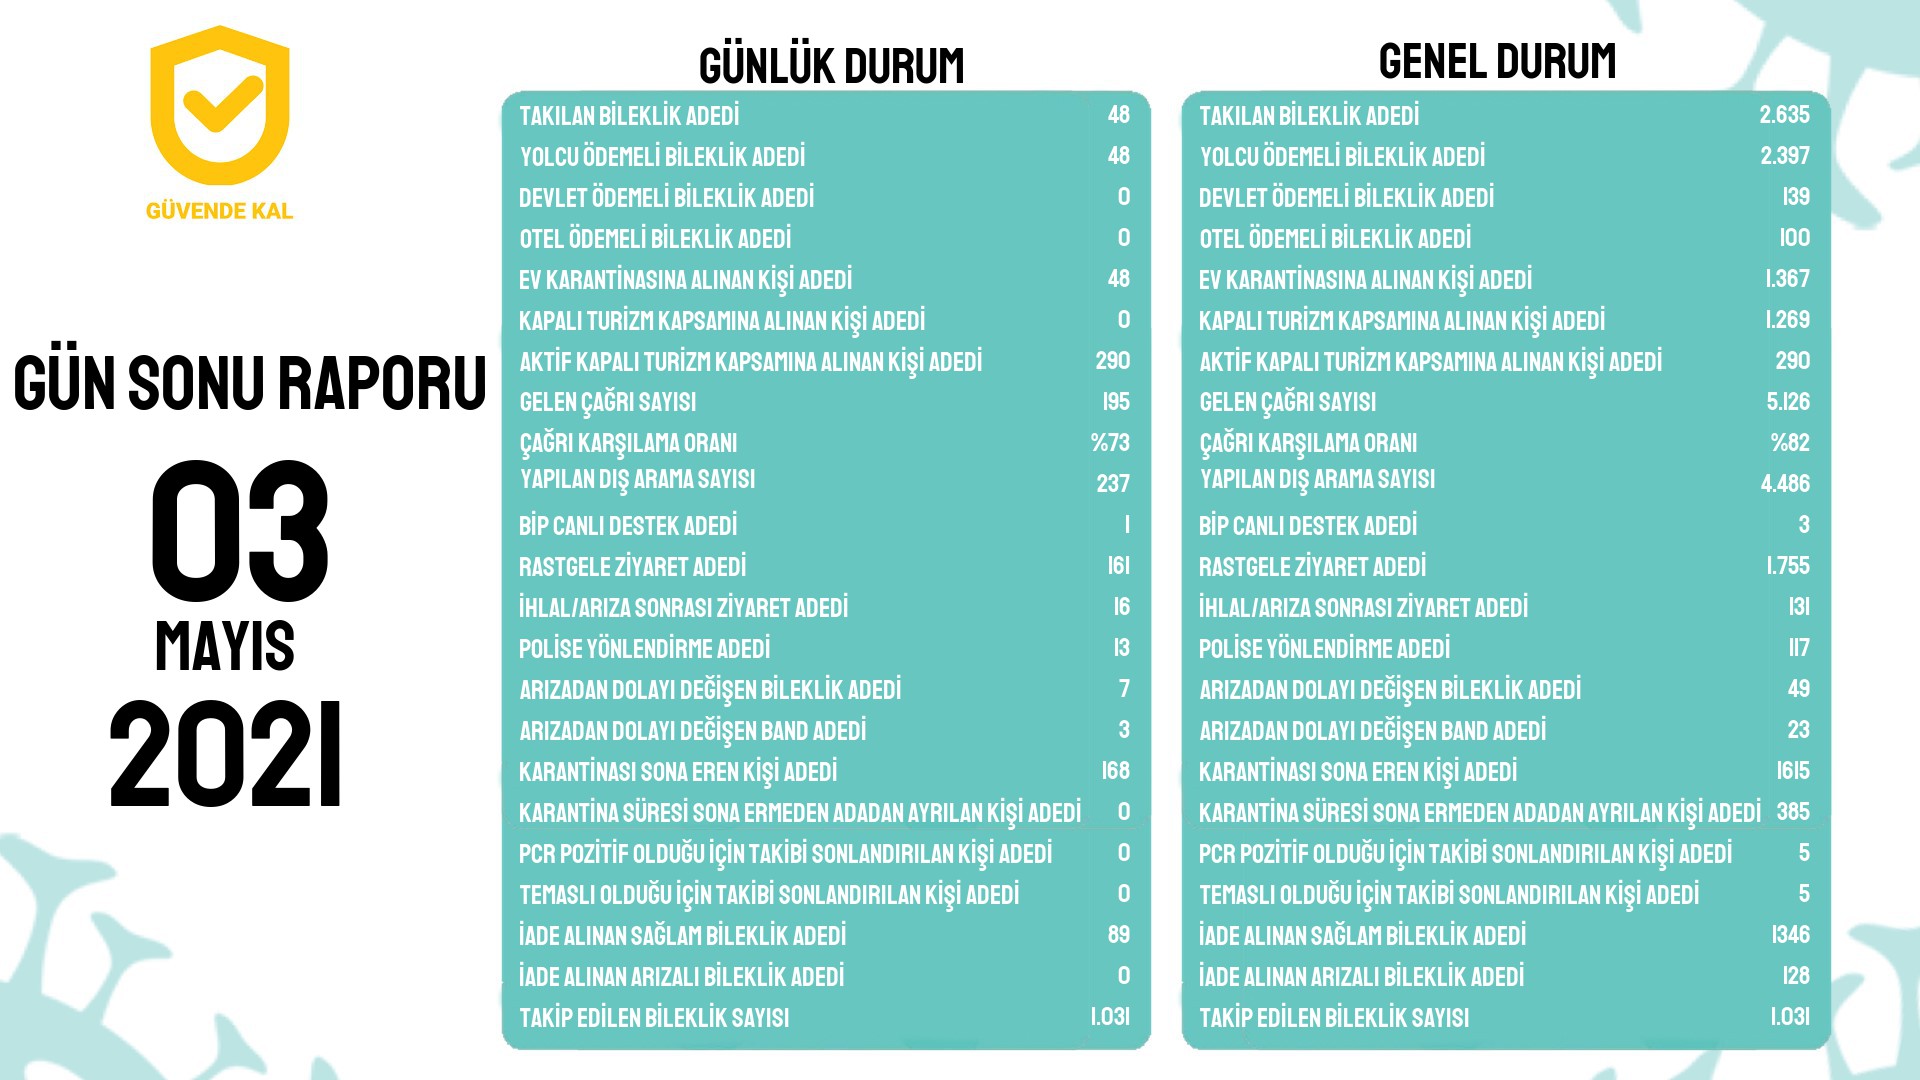 GÜVENDE KAL
GÜN SONU RAPORU
03
MAYIS
2021
GÜNLÜK DURUM
TAKILAN BİLEKLİK ADEDİ 48
YOLCU ÖDEMELİ BİLEKLİK ADEDİ 48
DEVLET ÖDEMELİ BİLEKLİK ADEDİ 0
OTEL ÖDEMELİ BİLEKLİK ADEDİ 0
EV KARANTİNASINA ALINAN KİŞİ ADEDİ 48
KAPALI TURİZM KAPSAMINA ALINAN KİŞİ ADEDİ 0
AKTİF KAPALI TURİZM KAPSAMINA ALINAN KİŞİ ADEDİ 290
GELEN ÇAĞRI SAYISI 195
ÇAĞRI KARŞILAMA ORANI %73
YAPILAN DIŞ ARAMA SAYISI 237
BİP CANLI DESTEK ADEDİ 1
RASTGELE ZİYARET ADEDİ 161
İHLAL/ARIZA SONRASI ZİYARET ADEDİ 16
POLİSE YÖNLENDİRME ADEDİ 13
ARIZADAN DOLAYI DEĞİŞEN BİLEKLİK ADEDİ 7
ARIZADAN DOLAYI DEĞİŞEN BAND ADEDİ 3
KARANTİNASI SONA EREN KİŞİ ADEDİ 168
KARANTİNA SÜRESİ SONA ERMEDEN ADADAN AYRILAN KİŞİ ADEDİ 0
PCR POZİTİF OLDUĞU İÇİN TAKİBİ SONLANDIRILAN KİŞİ ADEDİ 0
TEMASLI OLDUĞU İÇİN TAKİBİ SONLANDIRILAN KİŞİ ADEDİ 0
İADE ALINAN SAĞLAM BİLEKLİK ADEDİ 89
İADE ALINAN ARIZALI BİLEKLİK ADEDİ 0
TAKİP EDİLEN BİLEKLİK SAYISI 1.031
GENEL DURUM
TAKILAN BİLEKLİK ADEDİ 2.635
YOLCU ÖDEMELİ BİLEKLİK ADEDİ 2.397
DEVLET ÖDEMELİ BİLEKLİK ADEDİ 139
OTEL ÖDEMELİ BİLEKLİK ADEDİ 100
EV KARANTİNASINA ALINAN KİŞİ ADEDİ 1.367
KAPALI TURİZM KAPSAMINA ALINAN KİŞİ ADEDİ 1.269
AKTİF KAPALI TURİZM KAPSAMINA ALINAN KİŞİ ADEDİ 290
GELEN ÇAĞRI SAYISI 5.126
ÇAĞRI KARŞILAMA ORANI %82
YAPILAN DIŞ ARAMA SAYISI 4.486
BİP CANLI DESTEK ADEDİ 3
RASTGELE ZİYARET ADEDİ 1.755
İHLAL/ARIZA SONRASI ZİYARET ADEDİ 131
POLİSE YÖNLENDİRME ADEDİ 117
ARIZADAN DOLAYI DEĞİŞEN BİLEKLİK ADEDİ 49
ARIZADAN DOLAYI DEĞİŞEN BAND ADEDİ 23
KARANTİNASI SONA EREN KİŞİ ADEDİ 1615
KARANTİNA SÜRESİ SONA ERMEDEN ADADAN AYRILAN KİŞİ ADEDİ 385
PCR POZİTİF OLDUĞU İÇİN TAKİBİ SONLANDIRILAN KİŞİ ADEDİ 5
TEMASLI OLDUĞU İÇİN TAKİBİ SONLANDIRILAN KİŞİ ADEDİ 5
İADE ALINAN SAĞLAM BİLEKLİK ADEDİ 1346
İADE ALINAN ARIZALI BİLEKLİK ADEDİ 128
TAKİP EDİLEN BİLEKLİK SAYISI 1.031